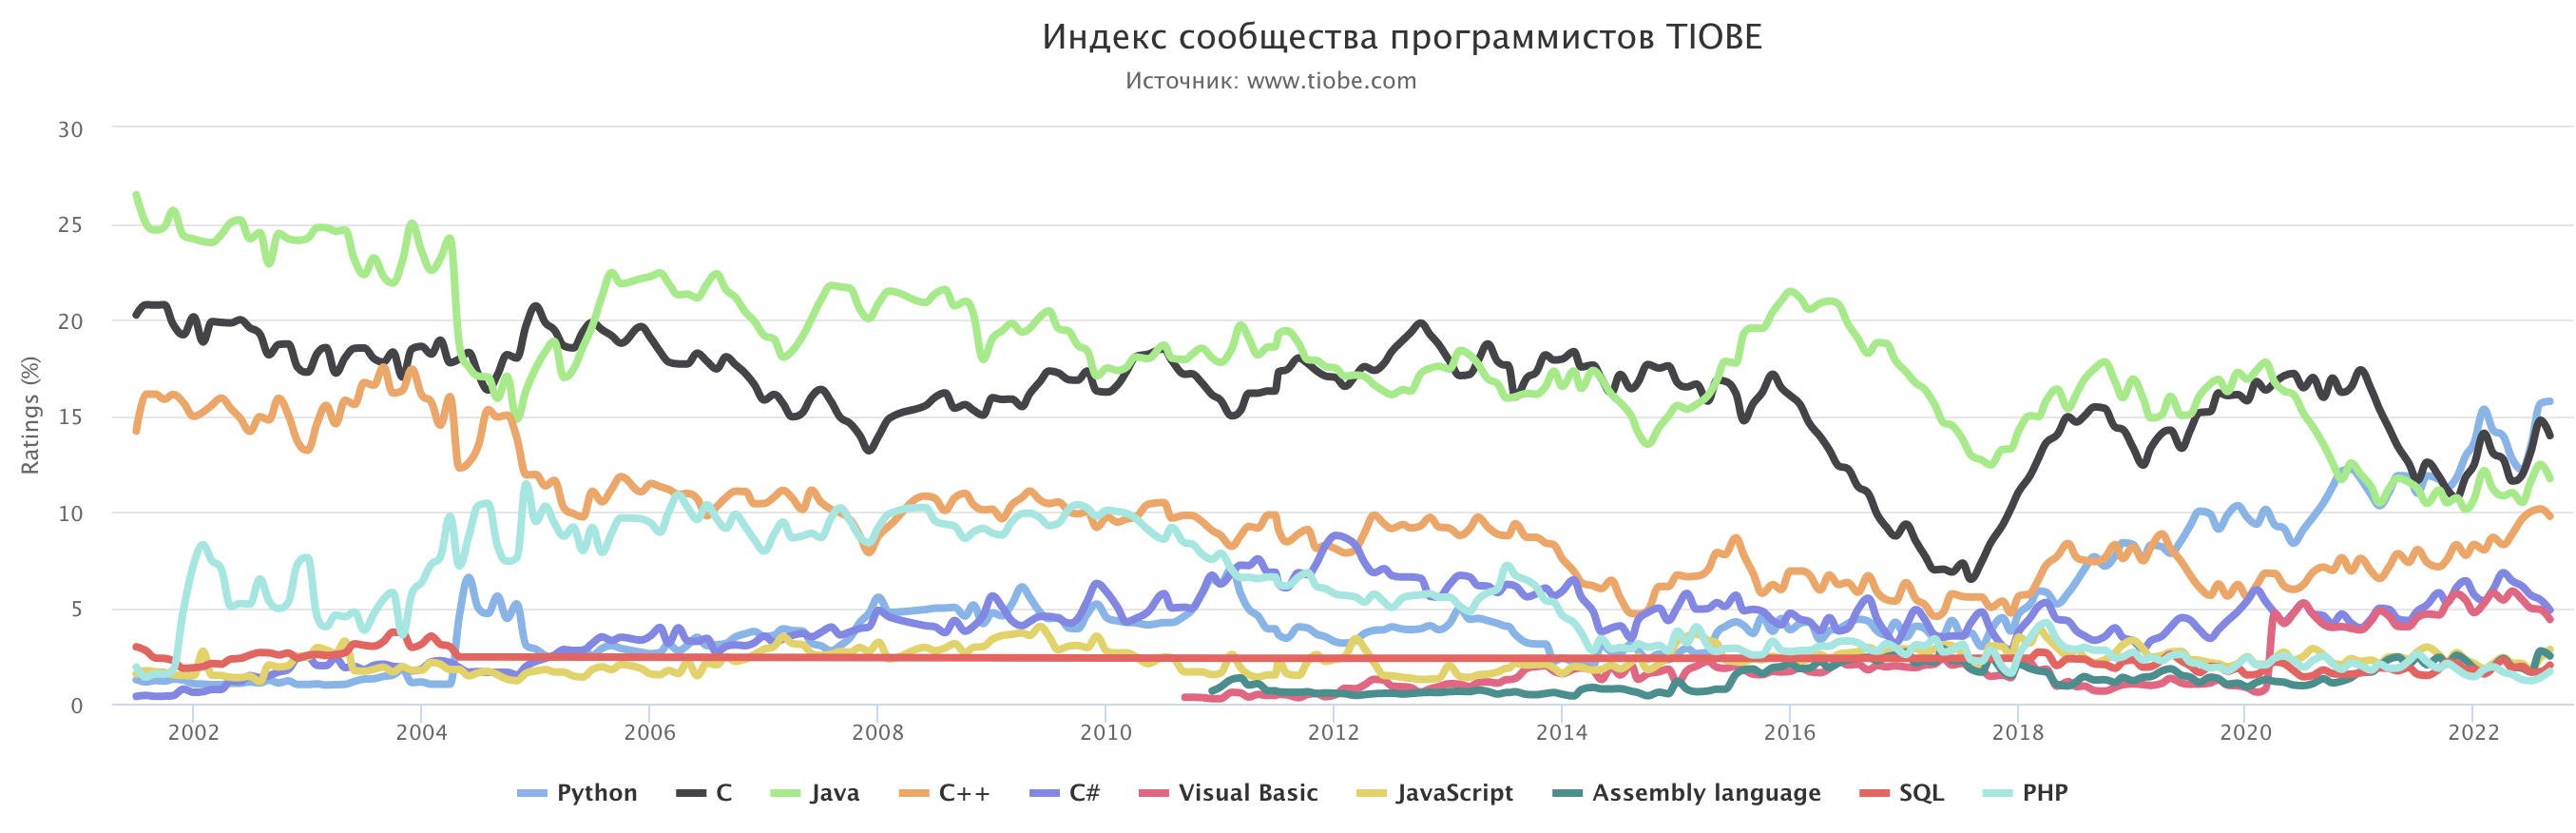 Индекс сообщества программистов TIOBE
Источник: www.tiobe.com
Ratings (%)
30
25
20
15
10
5
0
2002 2004 2006 2008 2010 2012 2014 2016 2018 2020 2022
Python C Java C++ C# Visual Basic JavaScript Assembly language SQL PHP